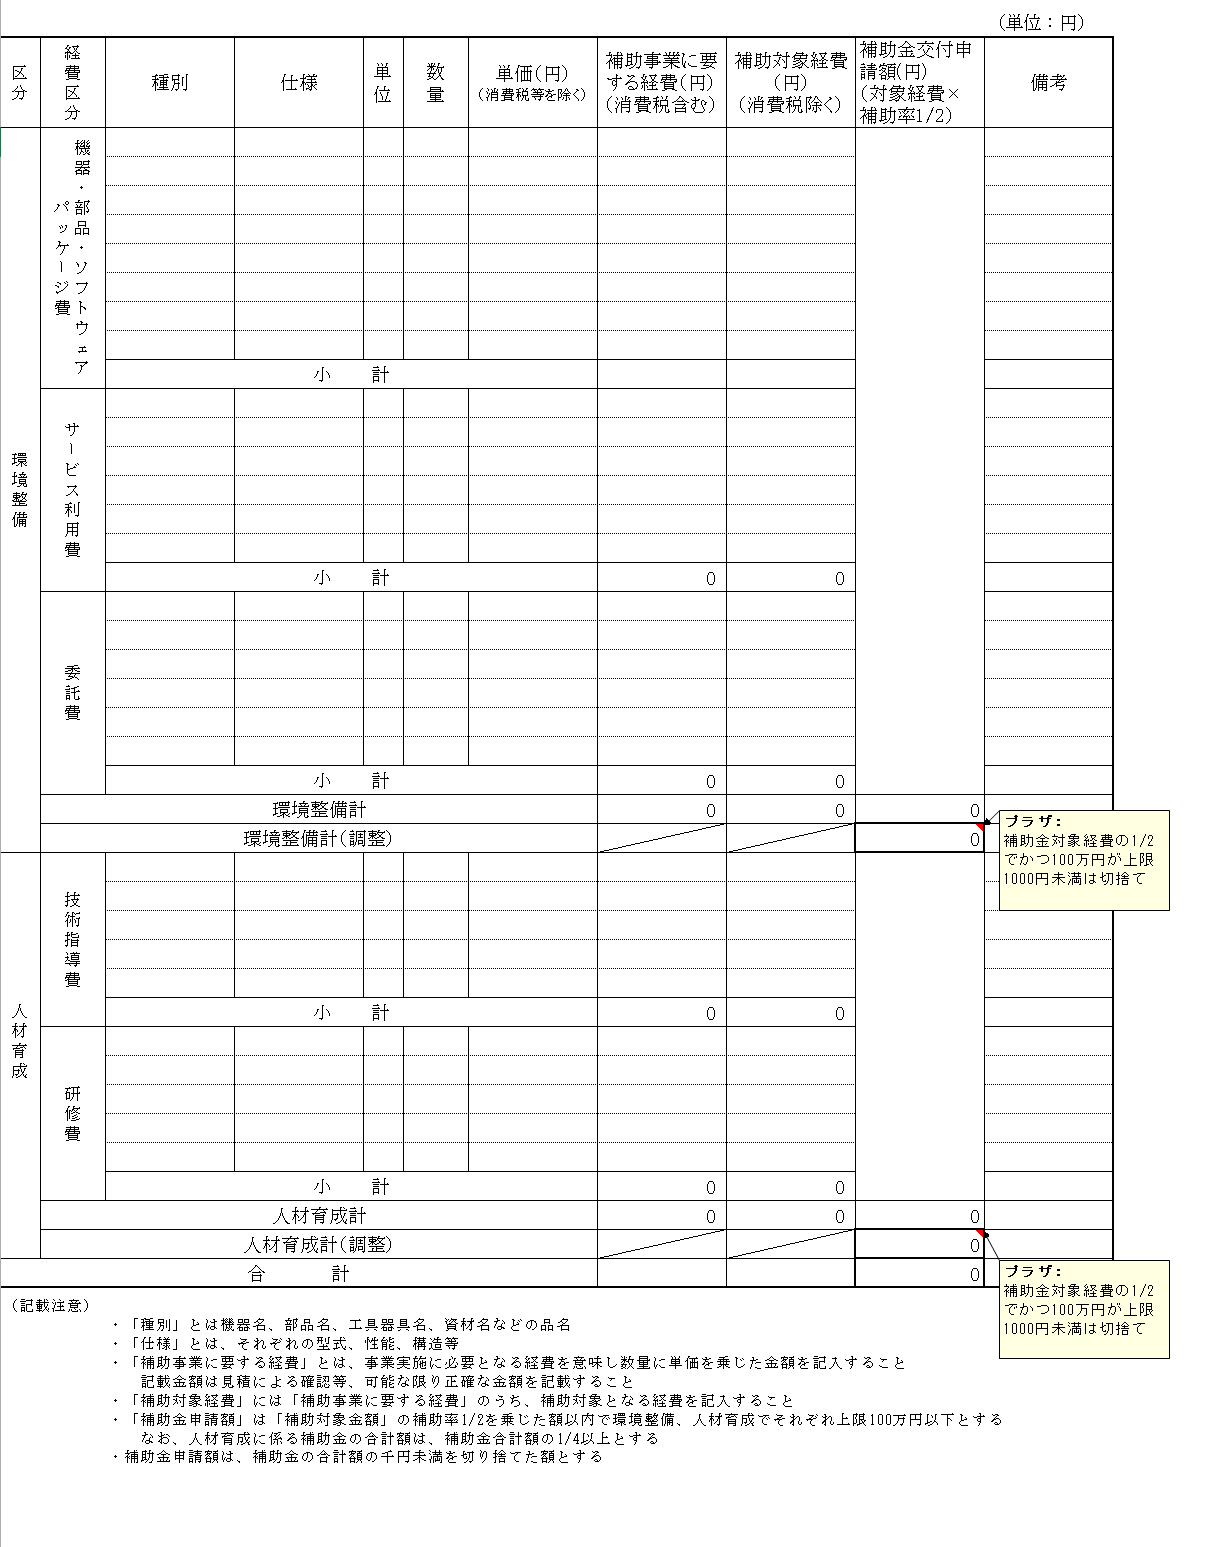 （単位：円）
区分
経費区分
種別
仕様
単位
数量
単価(円)
（消費税等を除く）
補助事業に要
する経費(円)
（消費税含む）
補助対象経費
(円)
（消費税除く）
補助金交付申
請額(円)
（対象経費×
補助率1/2）
備考
環境整備
機器・部品・ソフトウェア
パッケージ費
小　計
サービス利用費
小　計 0 0
委託費
小　計 0 0
環境整備計 0 0 0
環境整備計(調整) 0
プラザ:
補助金対象経費の1/2
でかつ100万円が上限
1000円未満は切捨て
人材育成
技術指導費
小　計 0 0
研修費
小　計 0 0
人材育成計 0 0 0
人材育成計(調整) 0
合　計 0
プラザ:
補助金対象経費の1/2
でかつ100万円が上限
1000円未満は切捨て
（記載注意）
・「種別」とは機器名、部品名、工具器具名、資材名などの品名
・「仕様」とは、それぞれの型式、性能、構造等
・「補助事業に要する経費」とは、事業実施に必要となる経費を意味し数量に単価を乗じた金額を記入すること
記載金額は見積による確認等、可能な限り正確な金額を記載すること
・「補助対象経費」には「補助事業に要する経費」のうち、補助対象となる経費を記入すること
・「補助金申請額」は「補助対象金額」の補助率1/2を乗じた額以内で環境整備、人材育成でそれぞれ上限100万円以下とする
なお、人材育成に係る補助金の合計額は、補助金合計額の1/4以上とする
・補助金申請額は、補助金の合計額の千円未満を切り捨てた額とする